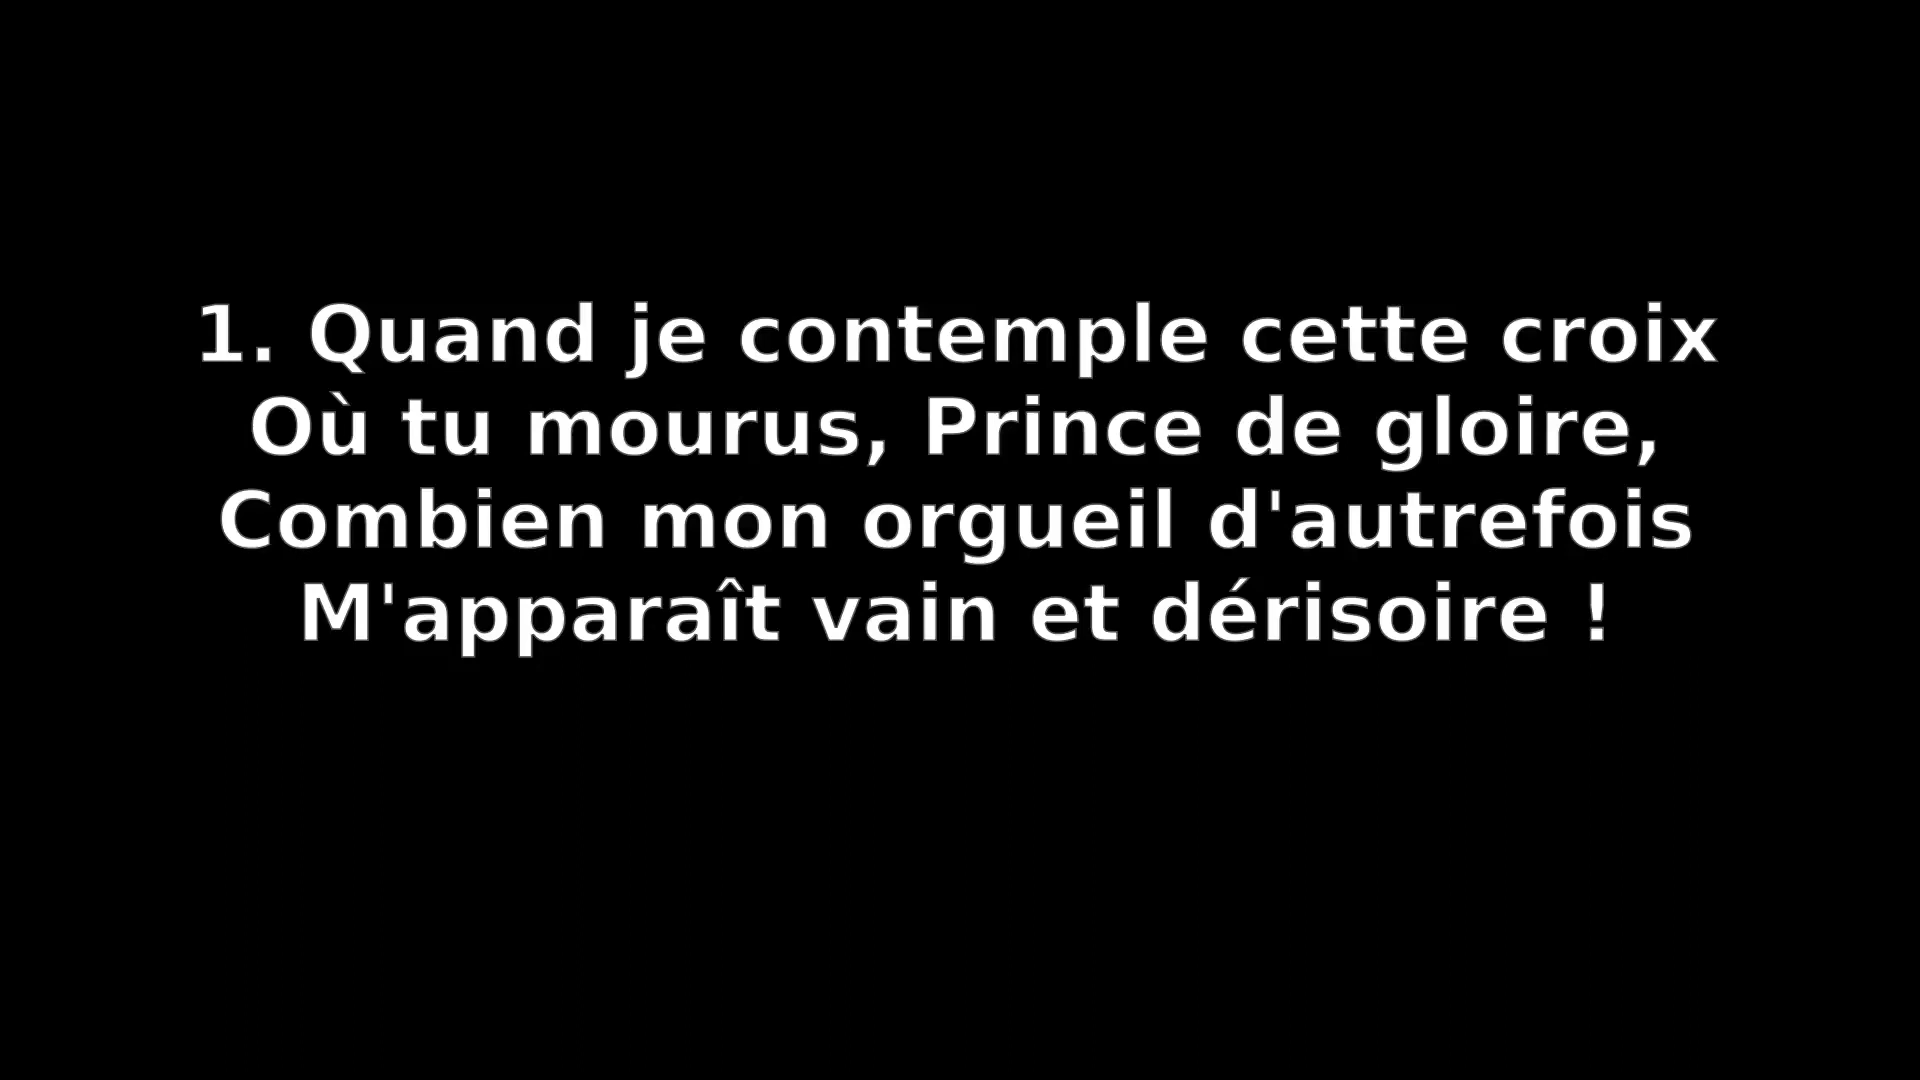 1. Quand je contemple cette croix
Où tu mourus, Prince de gloire,
Combien mon orgueil d'autrefois
M'apparaît vain et dérisoire !